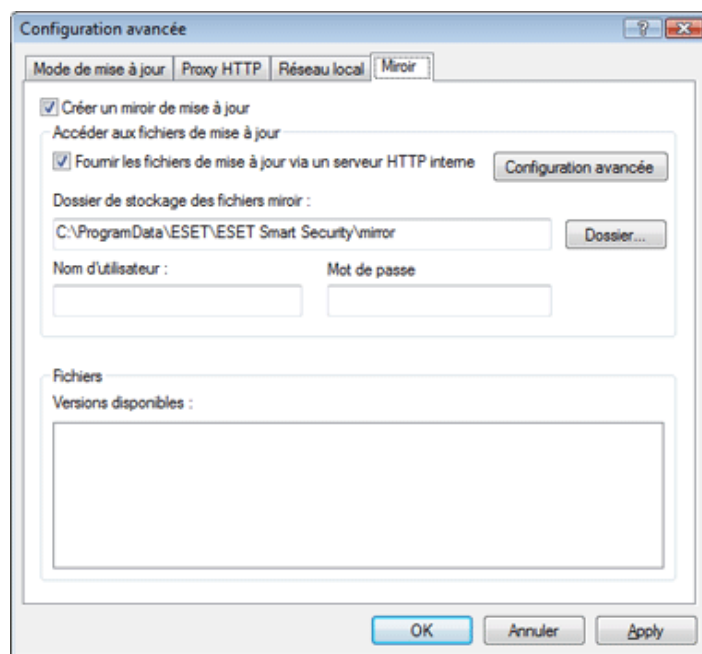 Configuration avancée
Mode de mise à jour Proxy HTTP Réseau local Miroir
Créer un miroir de mise à jour
Accéder aux fichiers de mise à jour
Fournir les fichiers de mise à jour via un serveur HTTP interne Configuration avancée
Dossier de stockage des fichiers miroir :
C:\ProgramData\ESET\ESET Smart Security\mirror Dossier...
Nom d'utilisateur : Mot de passe
Fichiers
Versions disponibles :
OK Annuler Apply